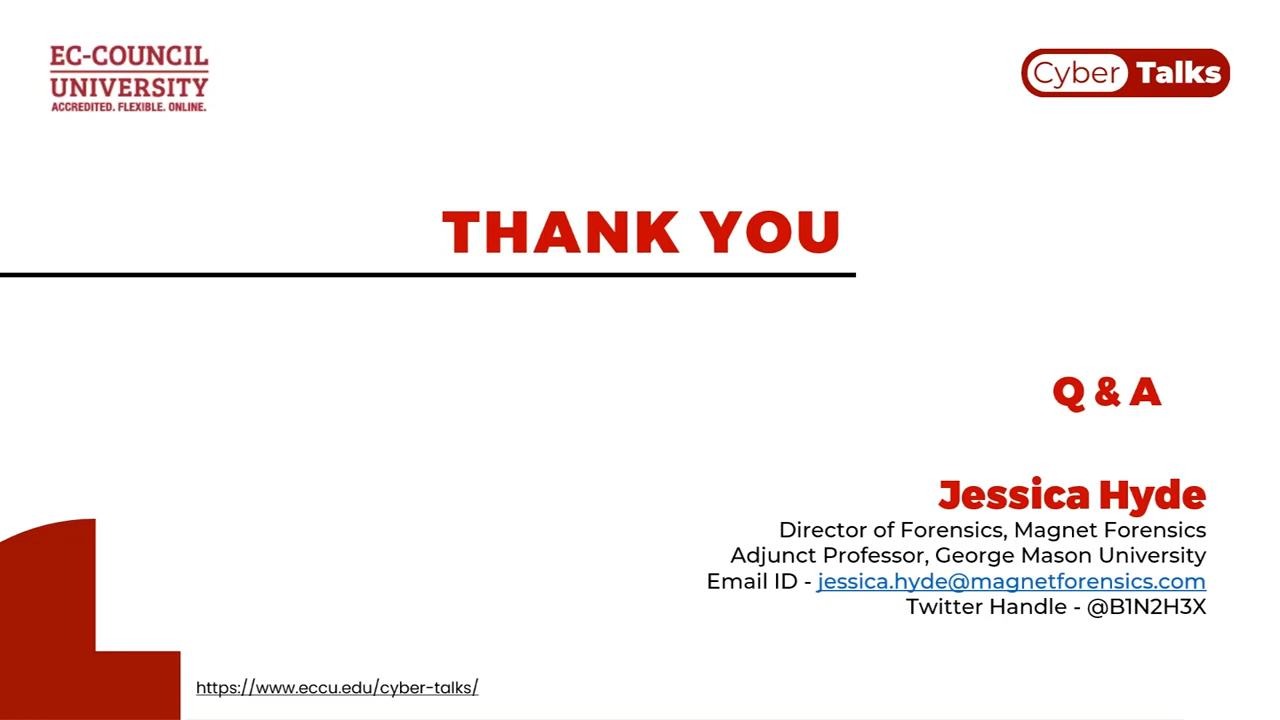 EC-COUNCIL
UNIVERSITY
ACCREDITED. FLEXIBLE. ONLINE.
Cyber Talks
THANK YOU
Q & A
Jessica Hyde
Director of Forensics, Magnet Forensics
Adjunct Professor, George Mason University
Email ID - jessica.hyde@magnetforensics.com
Twitter Handle - @B1N2H3X
https://www.eccu.edu/cyber-talks/